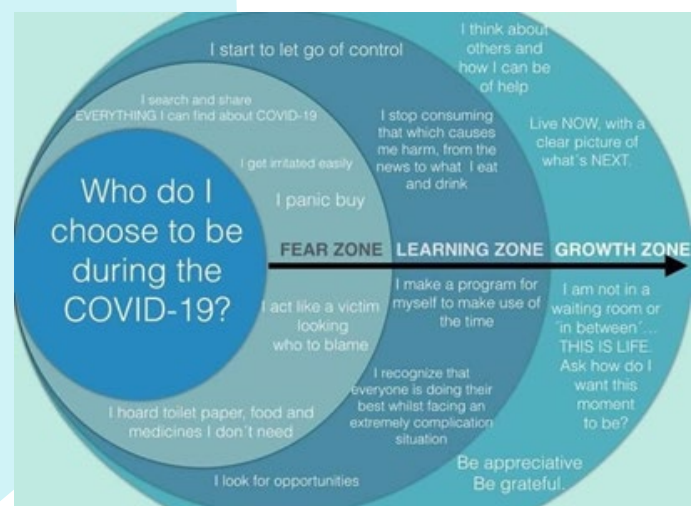 I think about
others and
how I can be
of help
I start to let go of control
I search and share
EVERYTHING I can find about COVID-19
I stop consuming
that which causes
me harm, from the
news to what I eat
and drink
Live NOW, with a
clear picture of
what´s NEXT.
I get irritated easily
I panic buy
Who do I
choose to be
during the
COVID-19?
FEAR ZONE
LEARNING ZONE
GROWTH ZONE
I act like a victim
looking
who to blame
I make a program for
myself to make use of
the time
I am not in a
waiting room or
¨in between¨...
THIS IS LIFE.
Ask how do I
want this
moment
to be?
I recognize that
everyone is doing their
best whilst facing an
extremely complication
situation
I hoard toilet paper, food and
medicines I don´t need
I look for opportunities
Be appreciative
Be grateful.